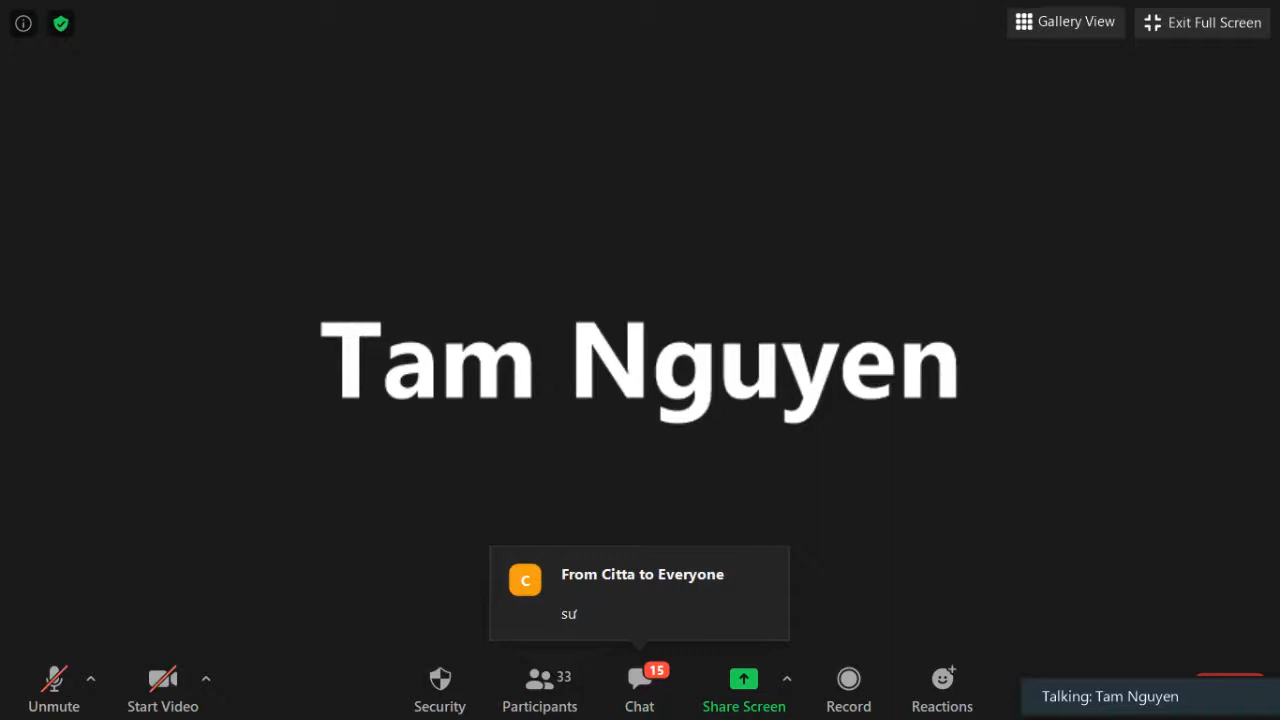 Gallery View
Exit Full Screen
Tam Nguyen
C
From Citta to Everyone
sư
33
15
Unmute
Start Video
Security
Participants
Chat
Share Screen
Record
Reactions
Talking: Tam Nguyen